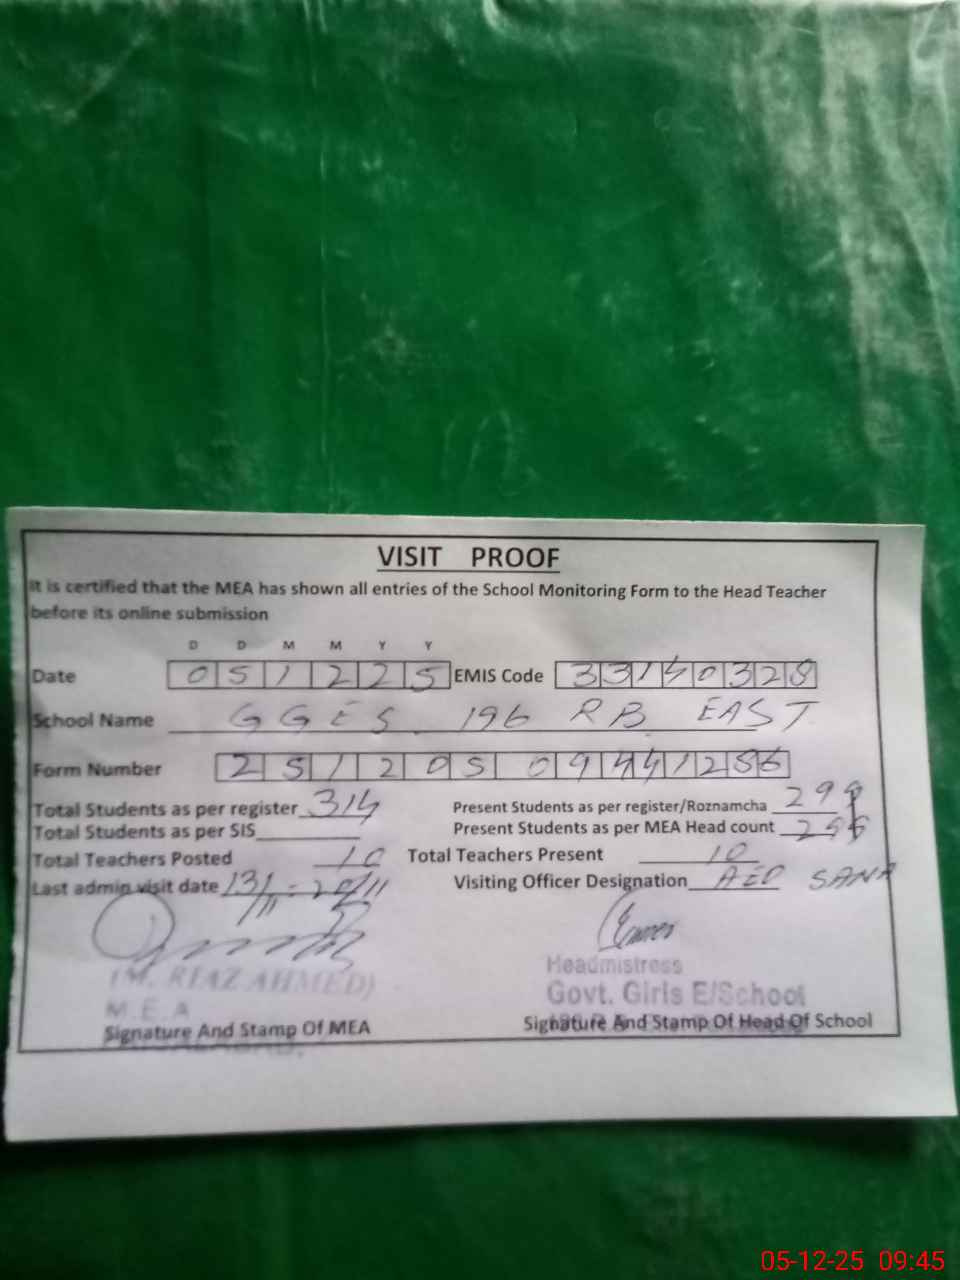 VISIT PROOF
It is certified that the MEA has shown all entries of the School Monitoring Form to the Head Teacher
before its online submission
D D M M Y Y
Date 0 5 1 2 2 5 EMIS Code 3 3 1 4 0 3 2 8
School Name GGES 196 RB EAST
Form Number 2 5 1 2 0 5 0 9 4 4 1 2 5 6
Total Students as per register 314 Present Students as per register/Roznamcha
Total Students as per SIS Present Students as per MEA Head count
Total Teachers Posted 10 Total Teachers Present 10
Last admin visit date Visiting Officer Designation AEO SANA
(M. RIAZ AHMED) Headmistress
M.E.A Govt. Girls E/School
Signature And Stamp Of MEA Signature And Stamp Of Head Of School
05-12-25 09:45